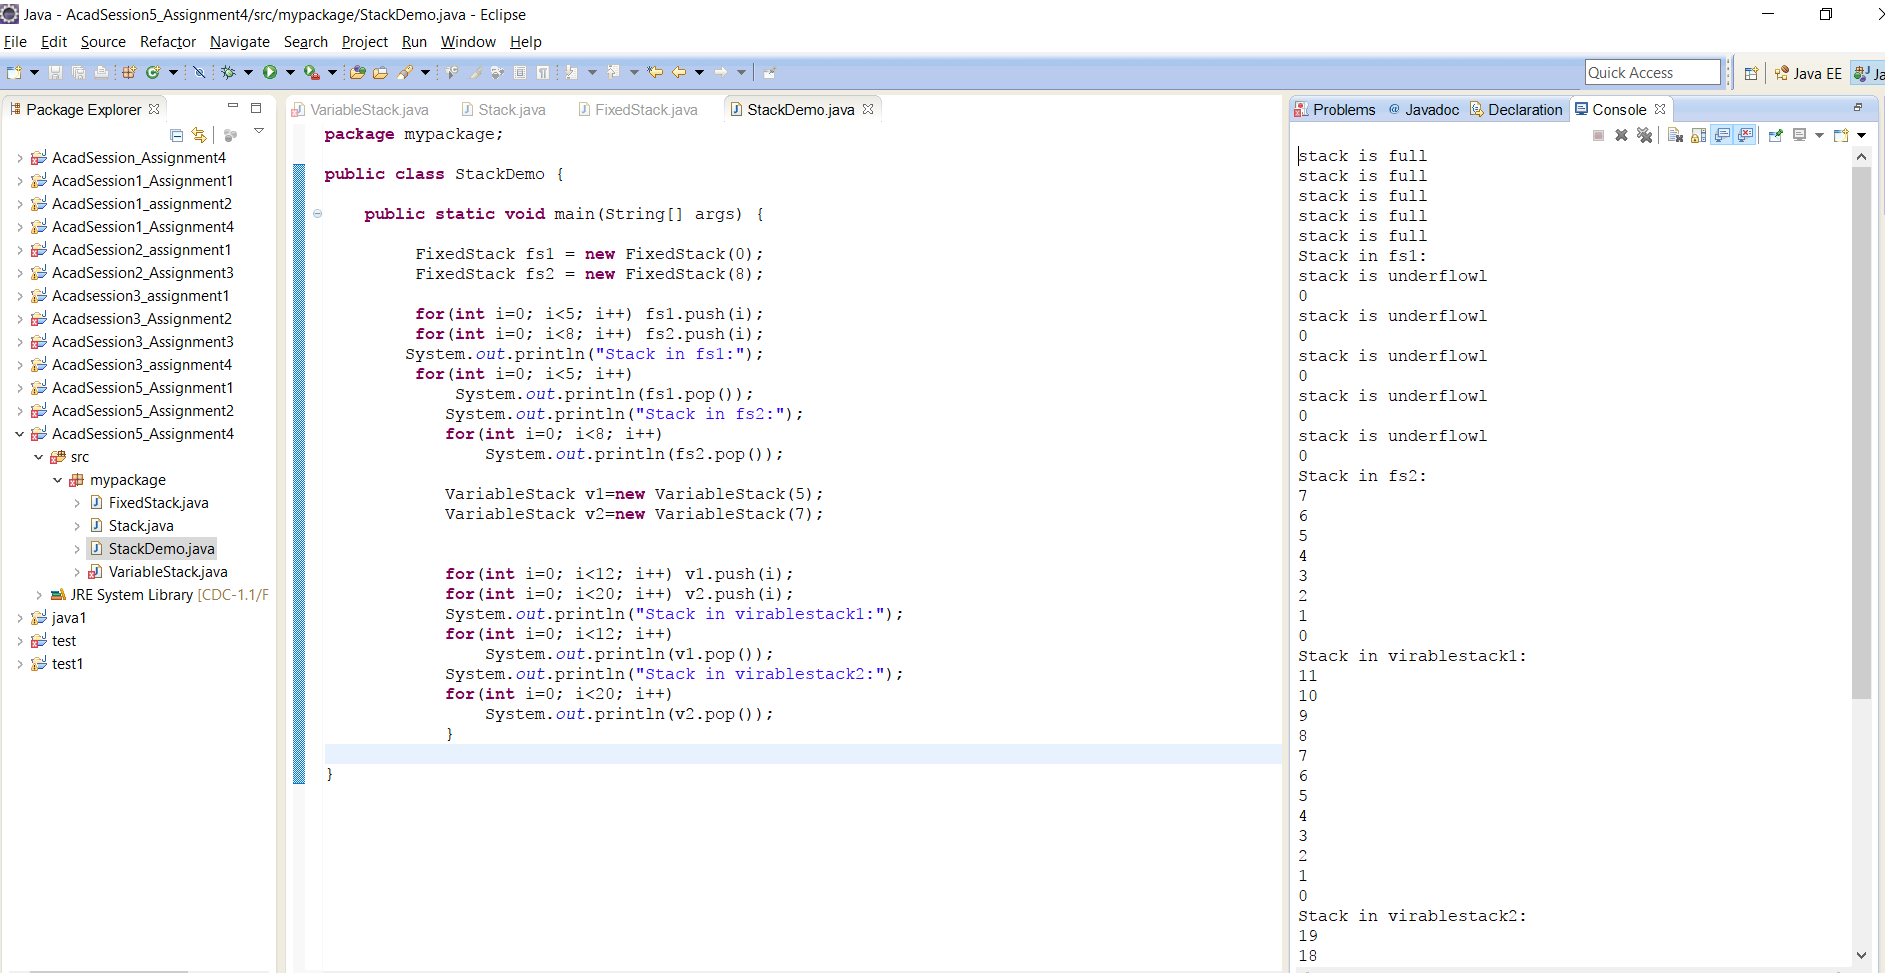 Java - AcadSession5_Assignment4/src/mypackage/StackDemo.java - Eclipse
File Edit Source Refactor Navigate Search Project Run Window Help
Quick Access
Java EE
Ja
Package Explorer
AcadSession_Assignment4
AcadSession1_Assignment1
AcadSession1_assignment2
AcadSession1_Assignment4
AcadSession2_assignment1
AcadSession2_Assignment3
Acadsession3_assignment1
Acadsession3_Assignment2
AcadSession3_Assignment3
AcadSession3_assignment4
AcadSession5_Assignment1
AcadSession5_Assignment2
AcadSession5_Assignment4
src
mypackage
FixedStack.java
Stack.java
StackDemo.java
VariableStack.java
JRE System Library [CDC-1.1/F
java1
test
test1
VariableStack.java Stack.java FixedStack.java StackDemo.java
package mypackage;
public class StackDemo {
public static void main(String[] args) {
FixedStack fs1 = new FixedStack(0);
FixedStack fs2 = new FixedStack(8);
for(int i=0; i<5; i++) fs1.push(i);
for(int i=0; i<8; i++) fs2.push(i);
System.out.println("Stack in fs1:");
for(int i=0; i<5; i++)
System.out.println(fs1.pop());
System.out.println("Stack in fs2:");
for(int i=0; i<8; i++)
System.out.println(fs2.pop());
VariableStack v1=new VariableStack(5);
VariableStack v2=new VariableStack(7);
for(int i=0; i<12; i++) v1.push(i);
for(int i=0; i<20; i++) v2.push(i);
System.out.println("Stack in virablestack1:");
for(int i=0; i<12; i++)
System.out.println(v1.pop());
System.out.println("Stack in virablestack2:");
for(int i=0; i<20; i++)
System.out.println(v2.pop());
}
}
Problems @ Javadoc Declaration Console
stack is full
stack is full
stack is full
stack is full
stack is full
Stack in fs1:
stack is underflowl
0
stack is underflowl
0
stack is underflowl
0
stack is underflowl
0
stack is underflowl
0
Stack in fs2:
7
6
5
4
3
2
1
0
Stack in virablestack1:
11
10
9
8
7
6
5
4
3
2
1
0
Stack in virablestack2:
19
18